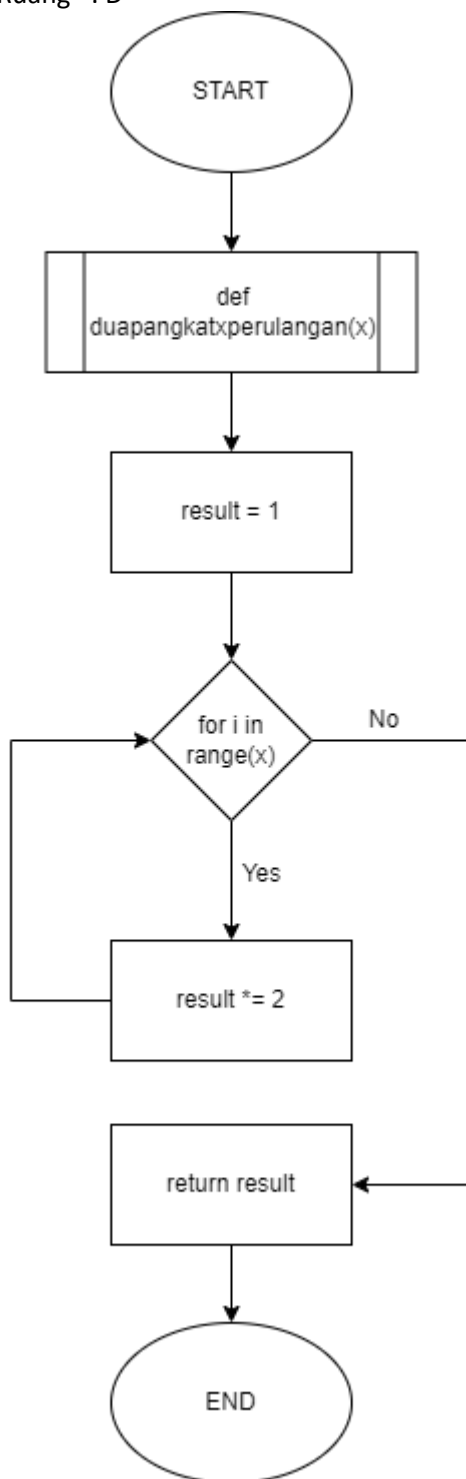 START
def
duapangkatxperulangan(x)
result = 1
for i in
range(x)
No
Yes
result *= 2
return result
END